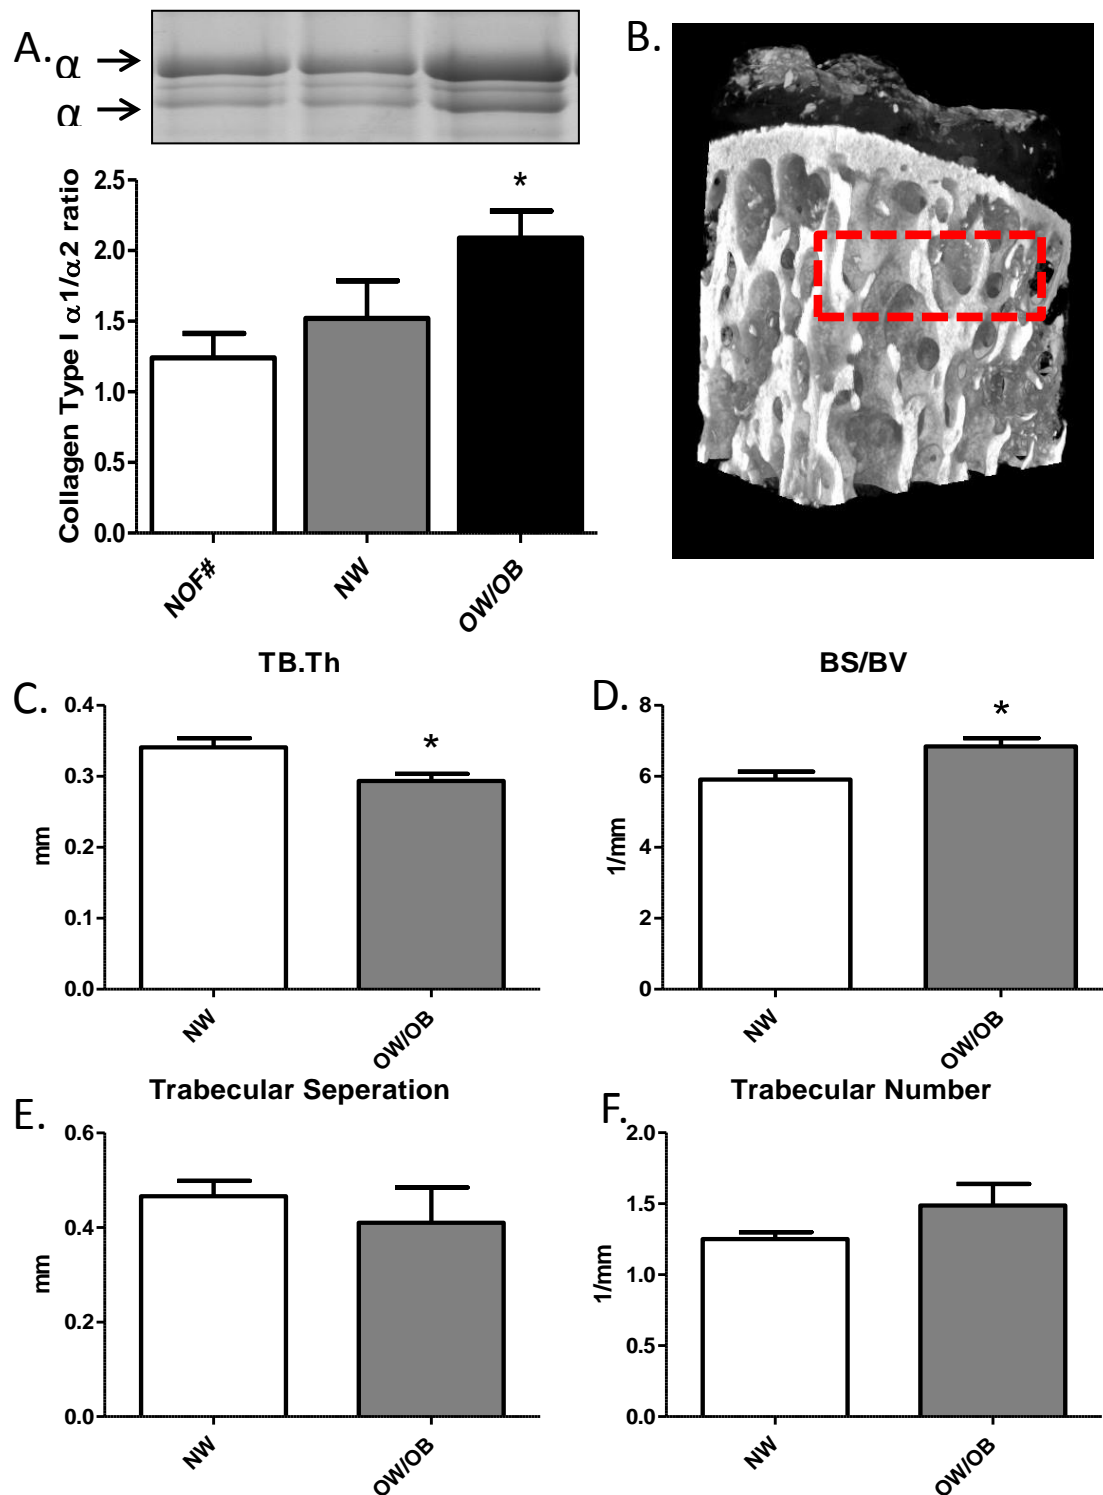 A.
α
α
Collagen Type I α1/α2 ratio
2.5
2.0
1.5
1.0
0.5
0.0
*
NOF#
NW
OW/OB
B.
C.
TB.Th
mm
0.4
0.3
0.2
0.1
0.0
*
NW
OW/OB
D.
BS/BV
1/mm
8
6
4
2
0
*
NW
OW/OB
E.
Trabecular Seperation
mm
0.6
0.4
0.2
0.0
NW
OW/OB
F.
Trabecular Number
1/mm
2.0
1.5
1.0
0.5
0.0
NW
OW/OB